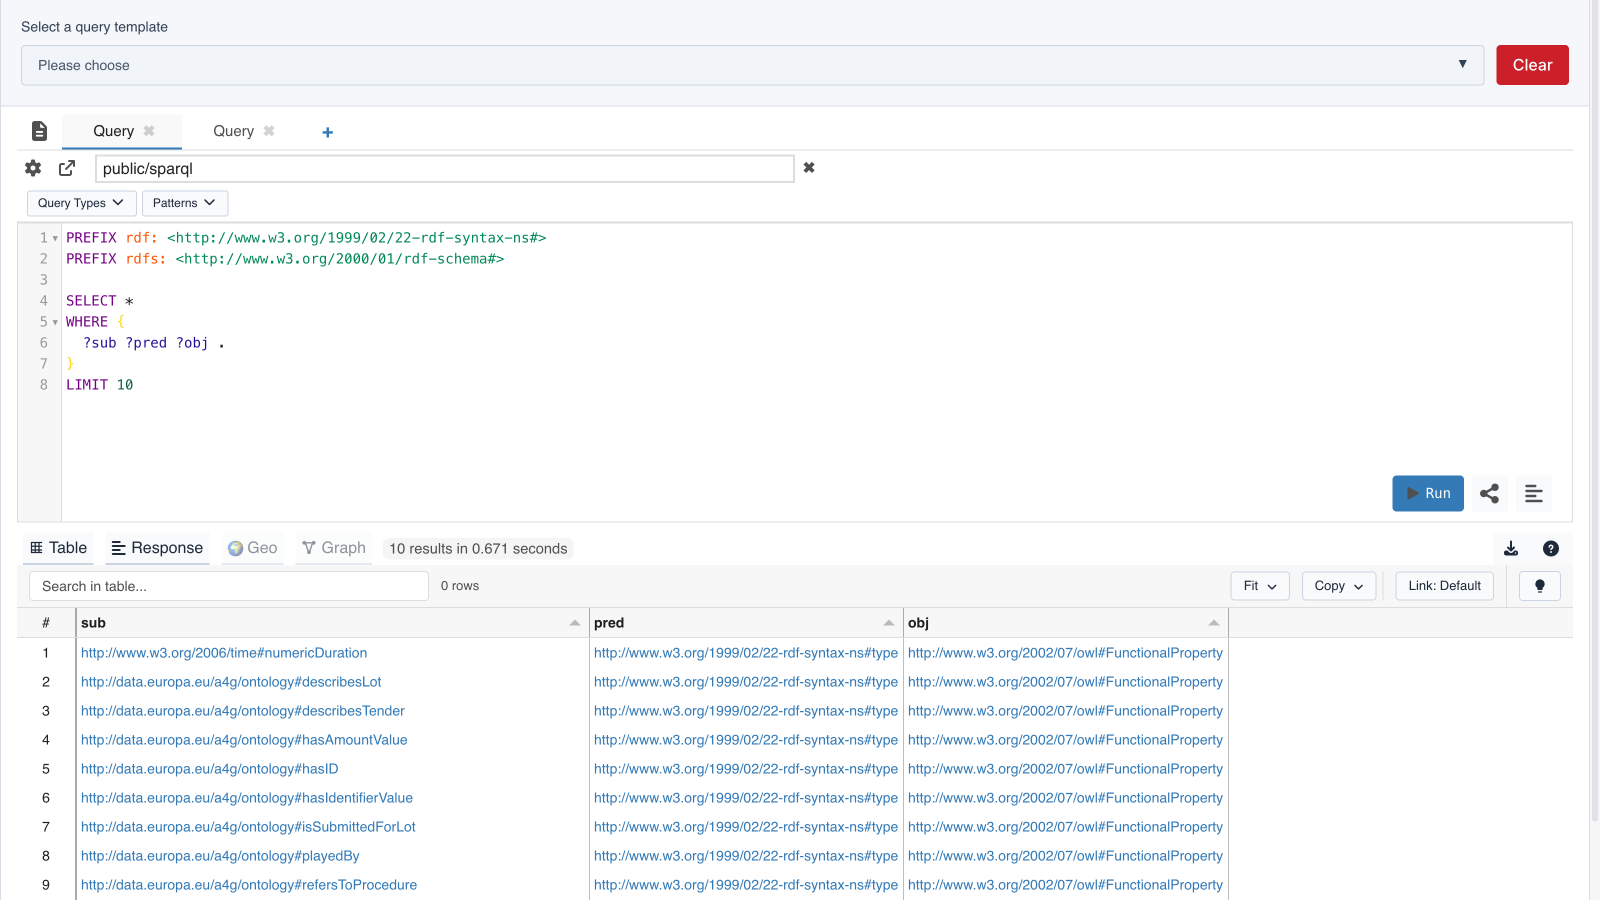 Select a query template
Please choose
Clear
Query
Query
+
public/sparql
Query Types
Patterns
1 PREFIX rdf: <http://www.w3.org/1999/02/22-rdf-syntax-ns#>
2 PREFIX rdfs: <http://www.w3.org/2000/01/rdf-schema#>
3
4 SELECT *
5 WHERE {
6 ?sub ?pred ?obj .
7 }
8 LIMIT 10
Run
Table Response Geo Graph 10 results in 0.671 seconds
Search in table... 0 rows Fit Copy Link: Default
# sub pred obj
1 http://www.w3.org/2006/time#numericDuration http://www.w3.org/1999/02/22-rdf-syntax-ns#type http://www.w3.org/2002/07/owl#FunctionalProperty
2 http://data.europa.eu/a4g/ontology#describesLot http://www.w3.org/1999/02/22-rdf-syntax-ns#type http://www.w3.org/2002/07/owl#FunctionalProperty
3 http://data.europa.eu/a4g/ontology#describesTender http://www.w3.org/1999/02/22-rdf-syntax-ns#type http://www.w3.org/2002/07/owl#FunctionalProperty
4 http://data.europa.eu/a4g/ontology#hasAmountValue http://www.w3.org/1999/02/22-rdf-syntax-ns#type http://www.w3.org/2002/07/owl#FunctionalProperty
5 http://data.europa.eu/a4g/ontology#hasID http://www.w3.org/1999/02/22-rdf-syntax-ns#type http://www.w3.org/2002/07/owl#FunctionalProperty
6 http://data.europa.eu/a4g/ontology#hasIdentifierValue http://www.w3.org/1999/02/22-rdf-syntax-ns#type http://www.w3.org/2002/07/owl#FunctionalProperty
7 http://data.europa.eu/a4g/ontology#isSubmittedForLot http://www.w3.org/1999/02/22-rdf-syntax-ns#type http://www.w3.org/2002/07/owl#FunctionalProperty
8 http://data.europa.eu/a4g/ontology#playedBy http://www.w3.org/1999/02/22-rdf-syntax-ns#type http://www.w3.org/2002/07/owl#FunctionalProperty
9 http://data.europa.eu/a4g/ontology#refersToProcedure http://www.w3.org/1999/02/22-rdf-syntax-ns#type http://www.w3.org/2002/07/owl#FunctionalProperty